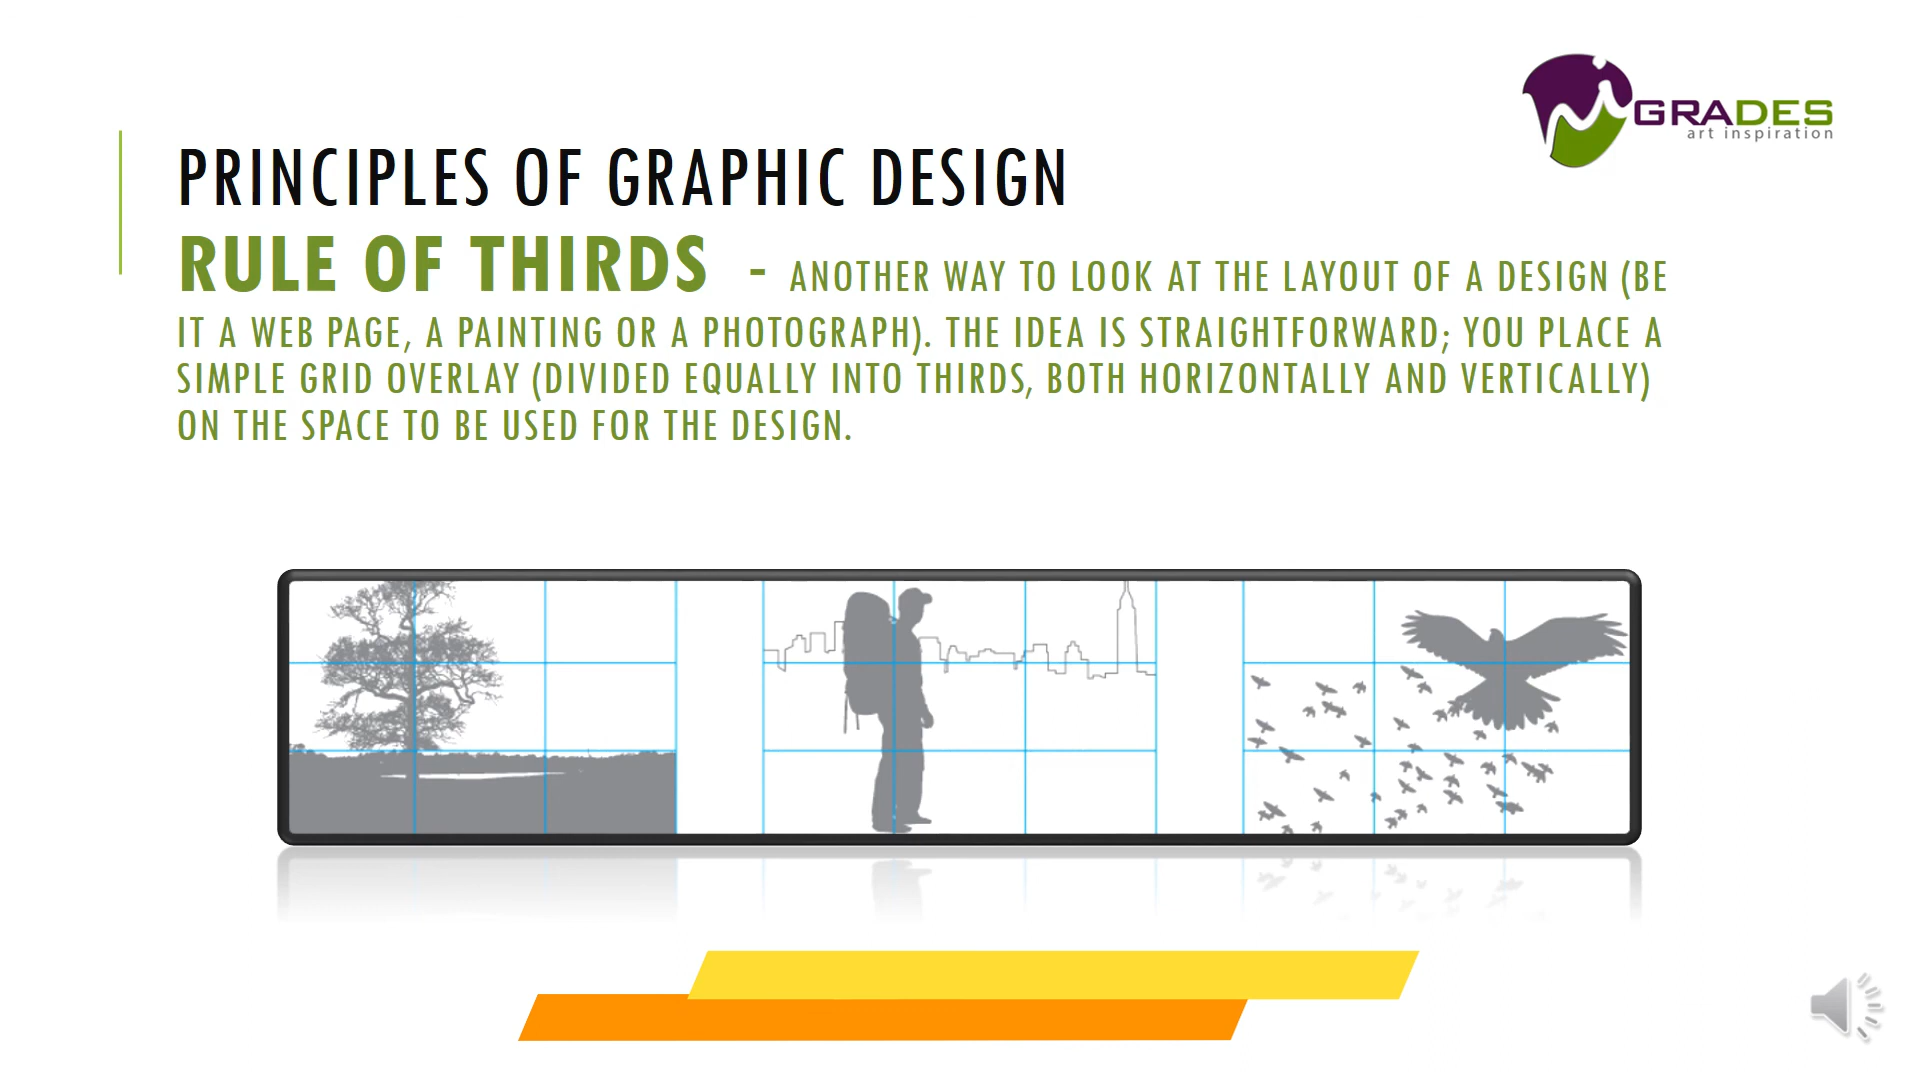 GRADES
art inspiration
PRINCIPLES OF GRAPHIC DESIGN
RULE OF THIRDS - ANOTHER WAY TO LOOK AT THE LAYOUT OF A DESIGN (BE
IT A WEB PAGE, A PAINTING OR A PHOTOGRAPH). THE IDEA IS STRAIGHTFORWARD; YOU PLACE A
SIMPLE GRID OVERLAY (DIVIDED EQUALLY INTO THIRDS, BOTH HORIZONTALLY AND VERTICALLY)
ON THE SPACE TO BE USED FOR THE DESIGN.